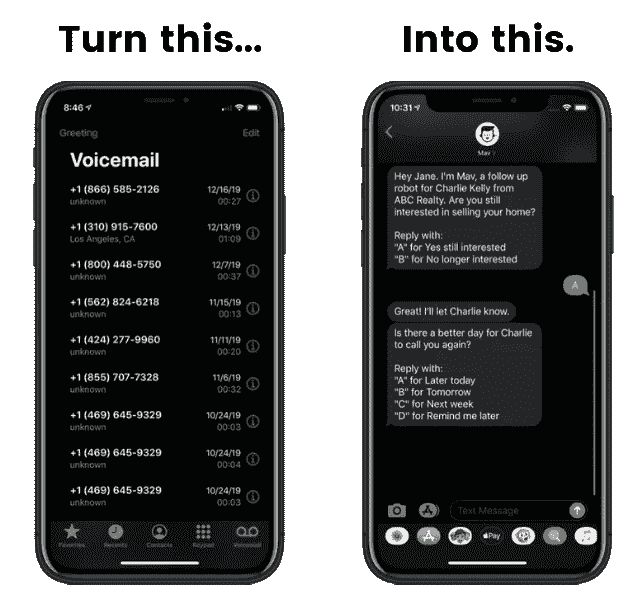 Turn this...
Into this.
8:46
Greeting
Edit
Voicemail
+1 (866) 585-2126
unknown
12/16/19
00:27
+1 (310) 915-7600
Los Angeles, CA
12/13/19
01:09
+1 (800) 448-5750
unknown
12/7/19
00:37
+1 (562) 824-6218
unknown
11/15/19
00:13
+1 (424) 277-9960
unknown
11/11/19
00:20
+1 (855) 707-7328
unknown
11/6/19
00:32
+1 (469) 645-9329
unknown
10/24/19
00:03
+1 (469) 645-9329
unknown
10/24/19
00:04
+1 (469) 645-9329
unknown
10/24/19
00:03
Favorites
Recents
Contacts
Keypad
Voicemail
10:31
Mav
Hey Jane. I'm Mav, a follow up
robot for Charlie Kelly from
ABC Realty. Are you still
interested in selling your home?
Reply with:
"A" for Yes still interested
"B" for No longer interested
A
Great! I'll let Charlie know.
Is there a better day for Charlie
to call you again?
Reply with:
"A" for Later today
"B" for Tomorrow
"C" for Next week
"D" for Remind me later
Text Message
Pay